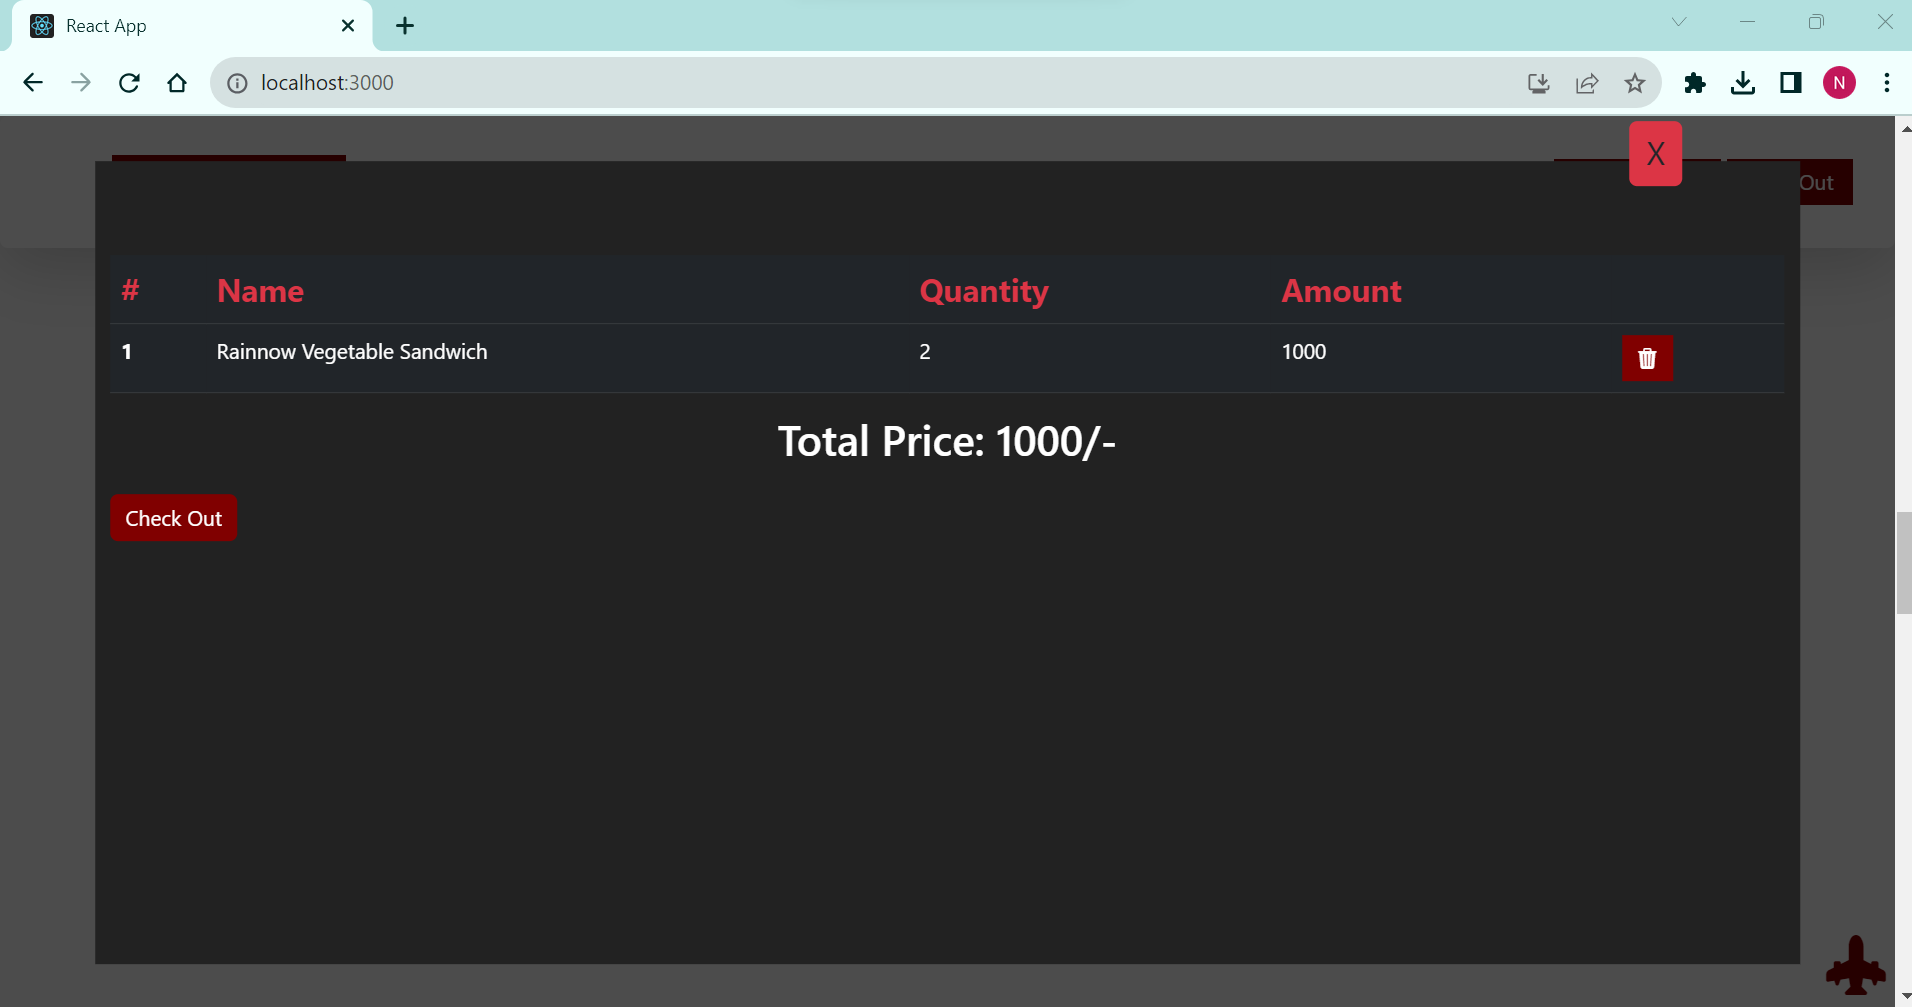 React App
localhost:3000
N
X
Out
# Name Quantity Amount
1 Rainnow Vegetable Sandwich 2 1000
Total Price: 1000/-
Check Out